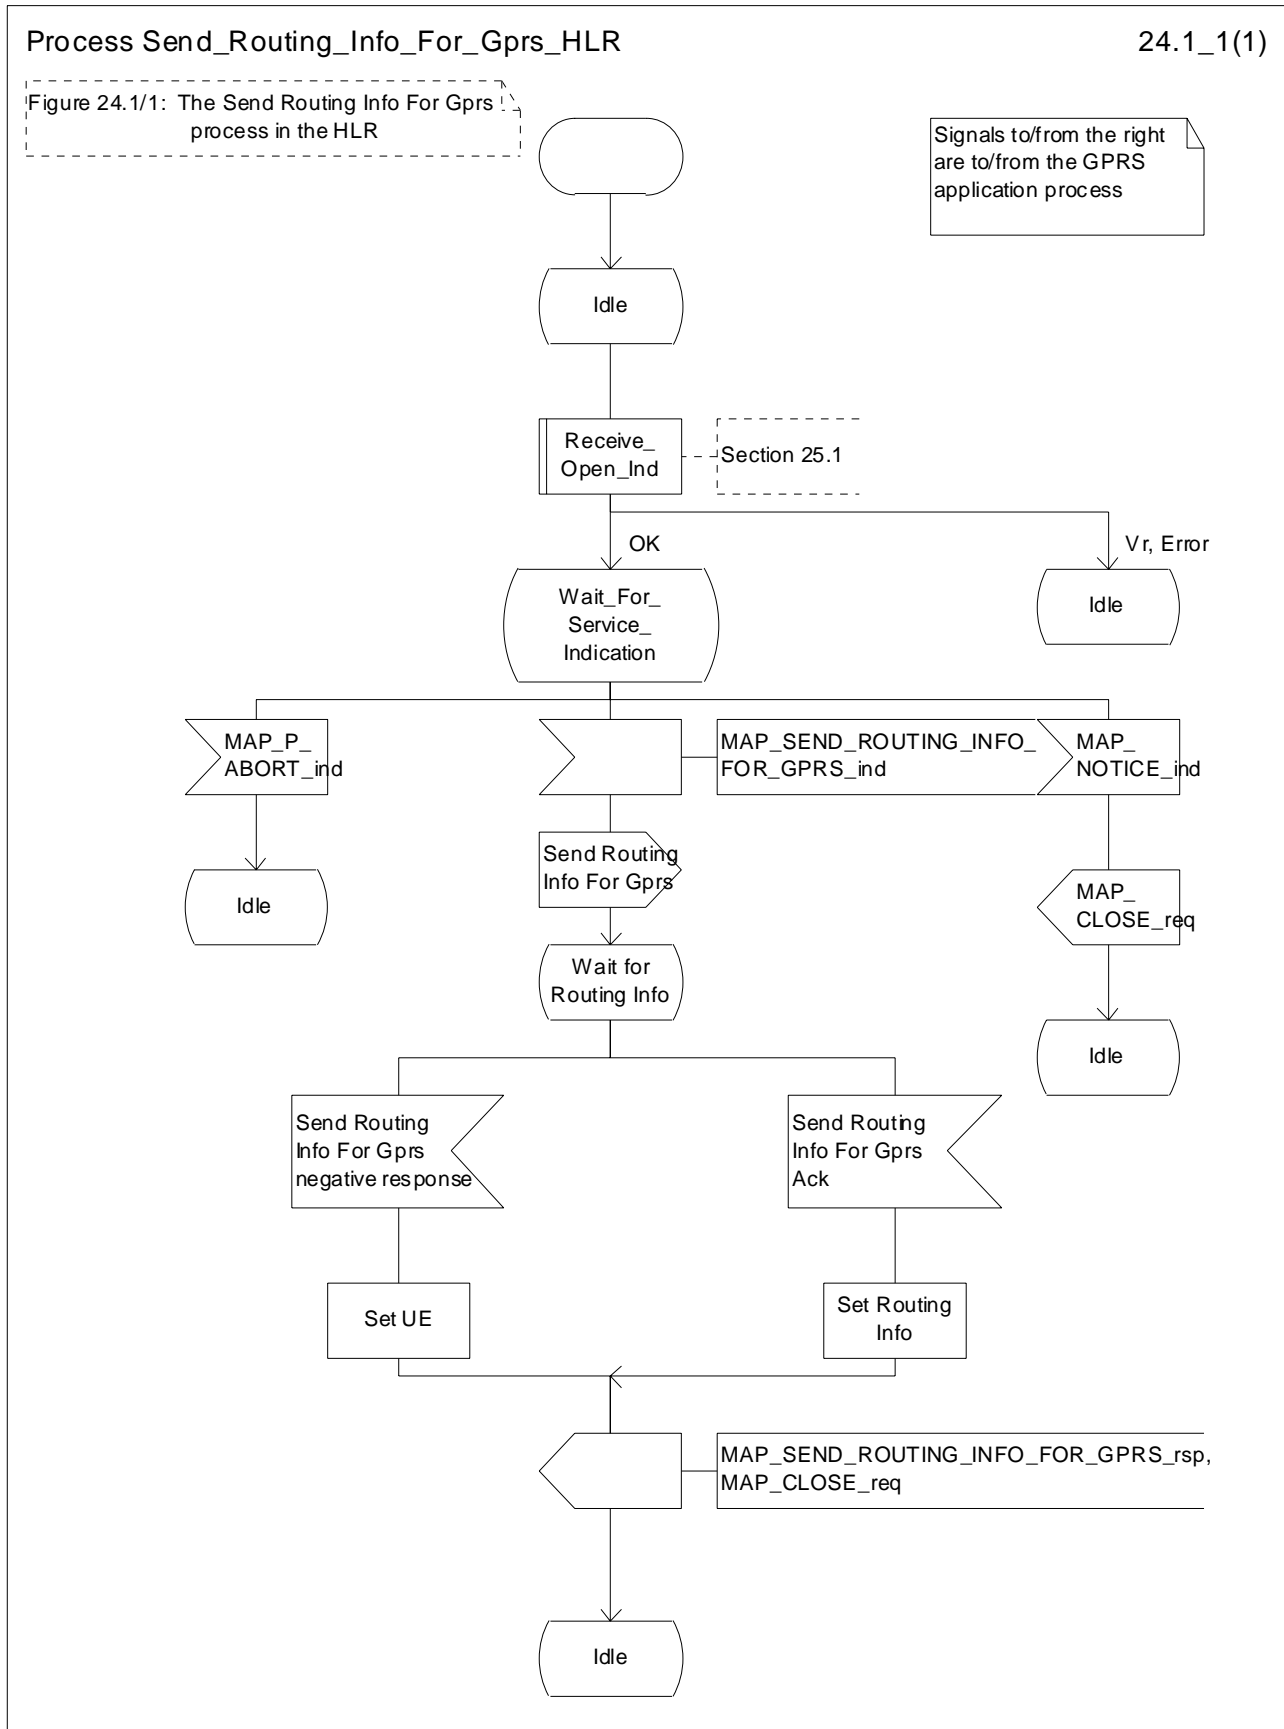 Process Send_Routing_Info_For_Gprs_HLR
24.1_1(1)
Figure 24.1/1: The Send Routing Info For Gprs
process in the HLR
Signals to/from the right
are to/from the GPRS
application process
Idle
Receive_
Open_Ind
Section 25.1
OK
Vr, Error
Wait_For_
Service_
Indication
Idle
MAP_P_
ABORT_ind
MAP_SEND_ROUTING_INFO_
FOR_GPRS_ind
MAP_
NOTICE_ind
Send Routing
Info For Gprs
Idle
MAP_
CLOSE_req
Wait for
Routing Info
Idle
Send Routing
Info For Gprs
negative response
Send Routing
Info For Gprs
Ack
Set UE
Set Routing
Info
MAP_SEND_ROUTING_INFO_FOR_GPRS_rsp,
MAP_CLOSE_req
Idle